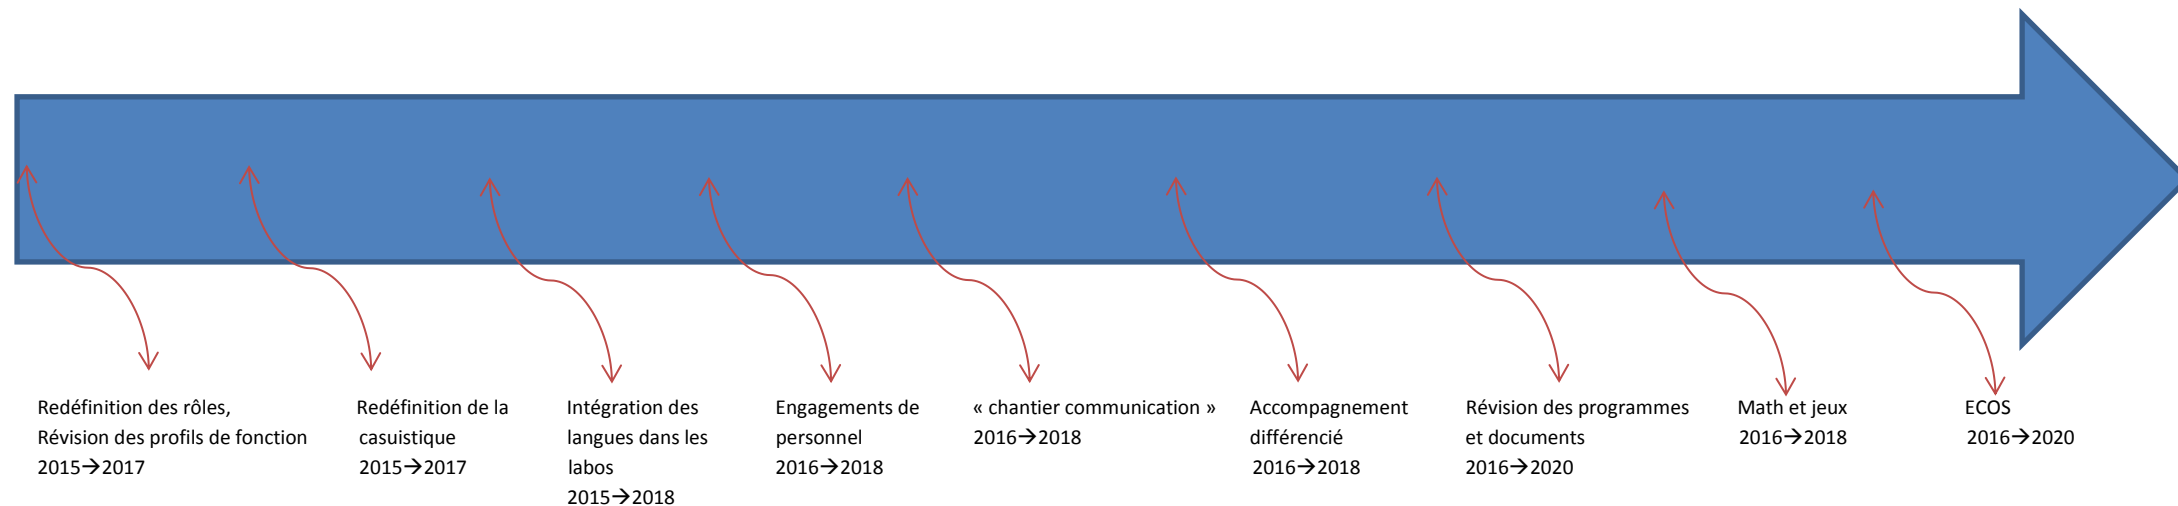 Redéfinition des rôles,
Révision des profils de fonction
2015→2017
Redéfinition de la
casuistique
2015→2017
Intégration des
langues dans les
labos
2015→2018
Engagements de
personnel
2016→2018
« chantier communication »
2016→2018
Accompagnement
différencié
2016→2018
Révision des programmes
et documents
2016→2020
Math et jeux
2016→2018
ECOS
2016→2020